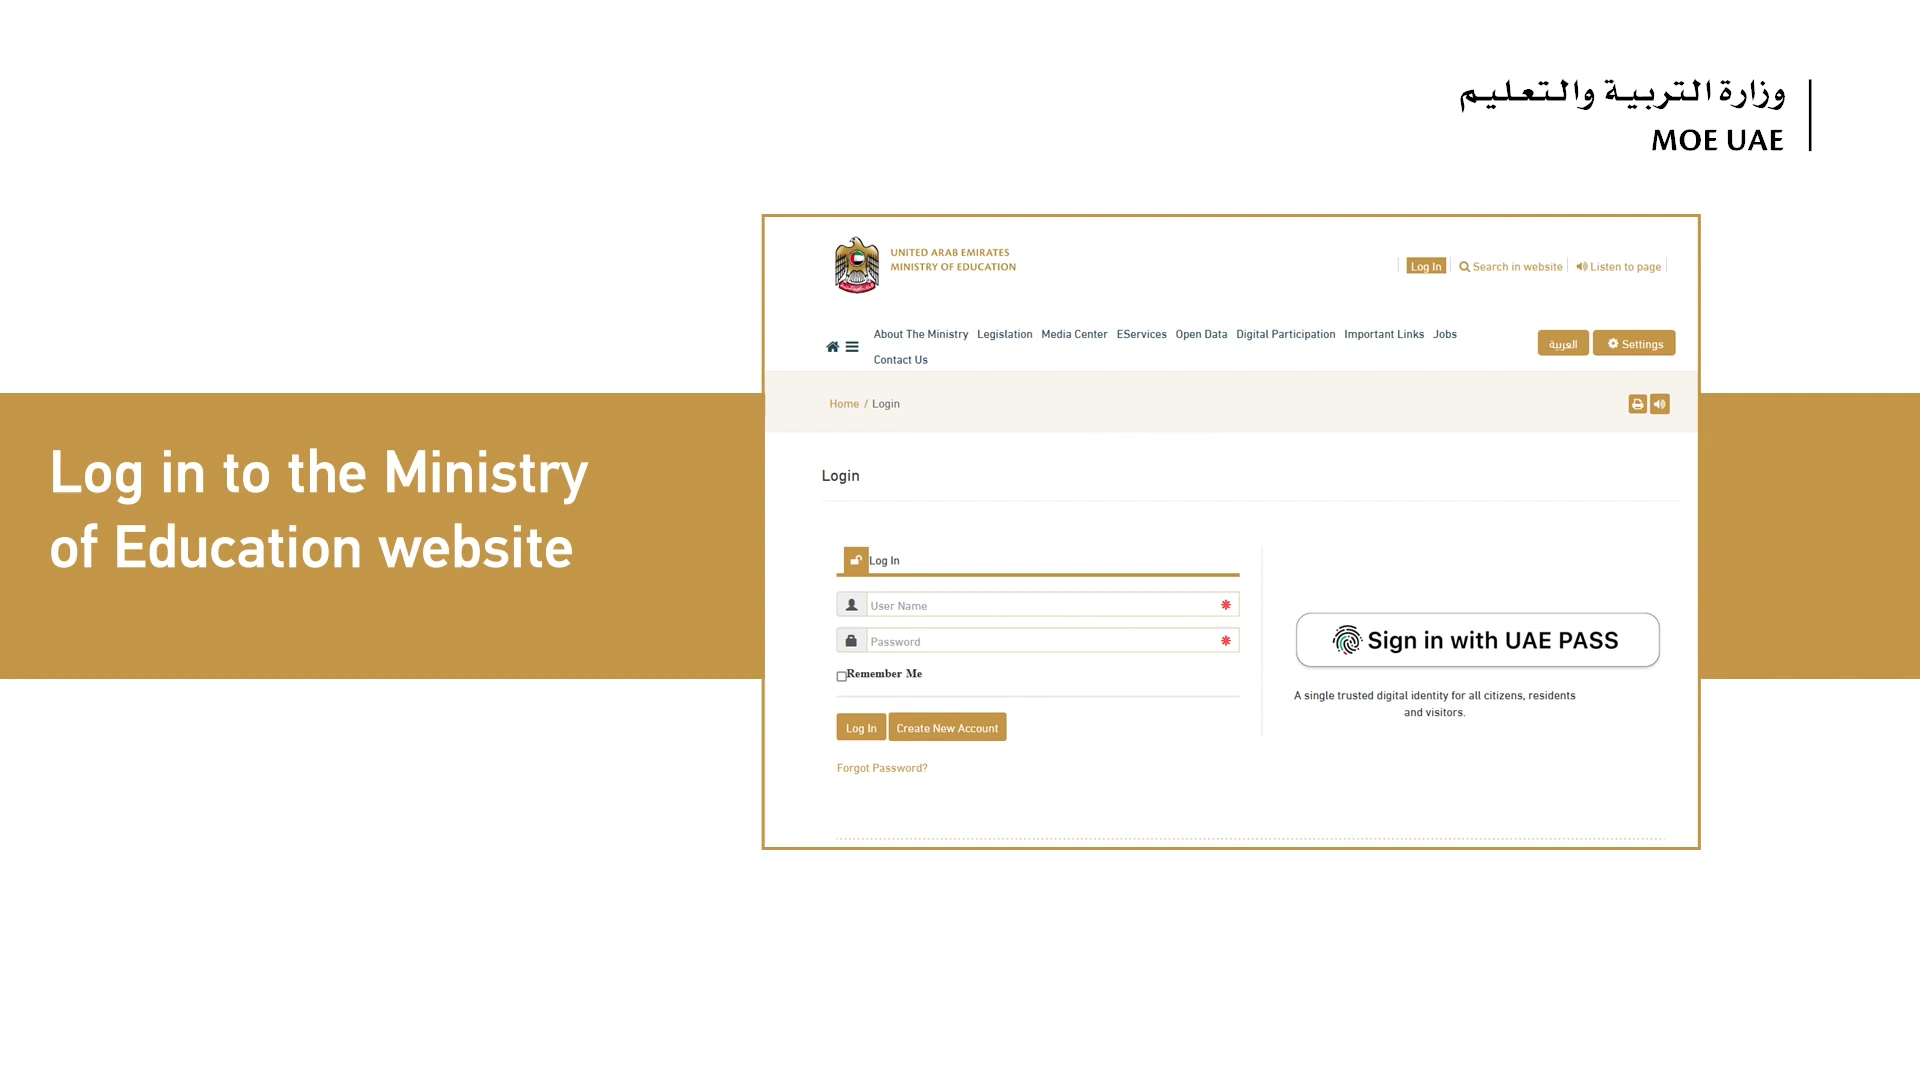 وزارة التربية والتعليم
MOE UAE
Log in to the Ministry
of Education website
UNITED ARAB EMIRATES
MINISTRY OF EDUCATION
Log In
Search in website
Listen to page
About The Ministry Legislation Media Center EServices Open Data Digital Participation Important Links Jobs
Contact Us
العربية
Settings
Home / Login
Login
Log In
User Name
Password
Remember Me
Log In
Create New Account
Forgot Password?
Sign in with UAE PASS
A single trusted digital identity for all citizens, residents
and visitors.